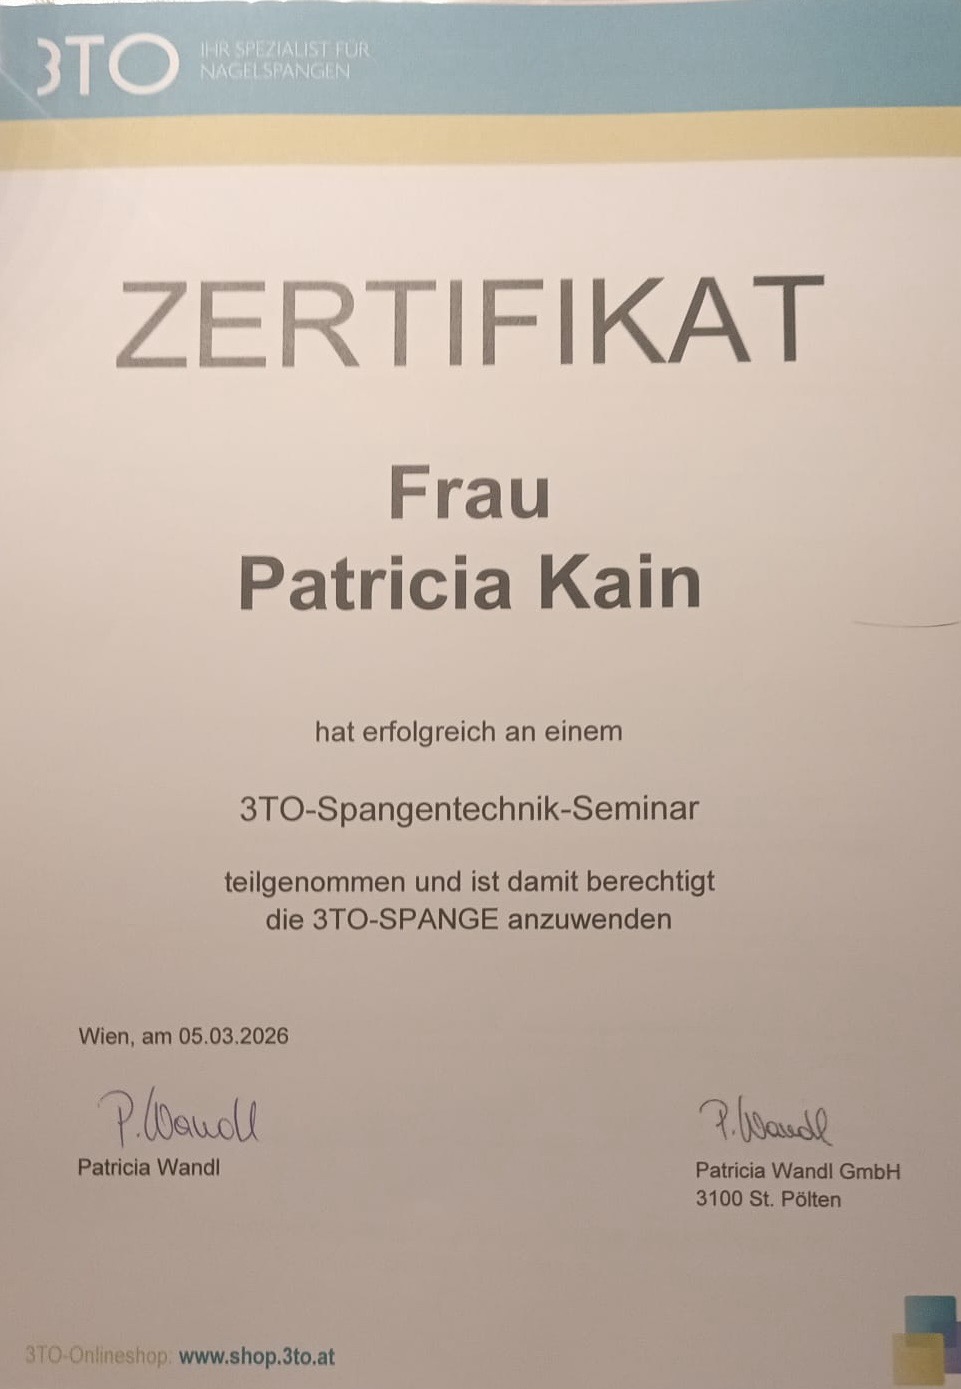 3TO
IHR SPEZIALIST FÜR
NAGELSPANGEN
ZERTIFIKAT
Frau
Patricia Kain
hat erfolgreich an einem
3TO-Spangentechnik-Seminar
teilgenommen und ist damit berechtigt
die 3TO-SPANGE anzuwenden
Wien, am 05.03.2026
P. Wandl
Patricia Wandl
P. Wandl
Patricia Wandl GmbH
3100 St. Pölten
3TO-Onlineshop: www.shop.3to.at